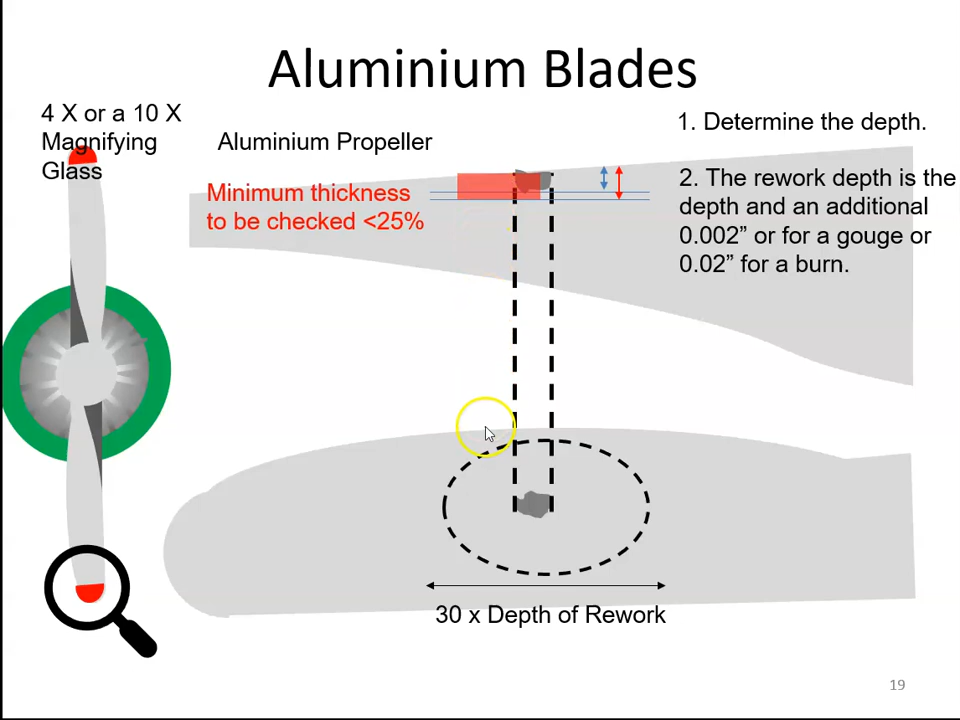 Aluminium Blades
4 X or a 10 X
Magnifying
Glass
Aluminium Propeller
Minimum thickness
to be checked <25%
1. Determine the depth.
2. The rework depth is the
depth and an additional
0.002” or for a gouge or
0.02” for a burn.
30 x Depth of Rework
19